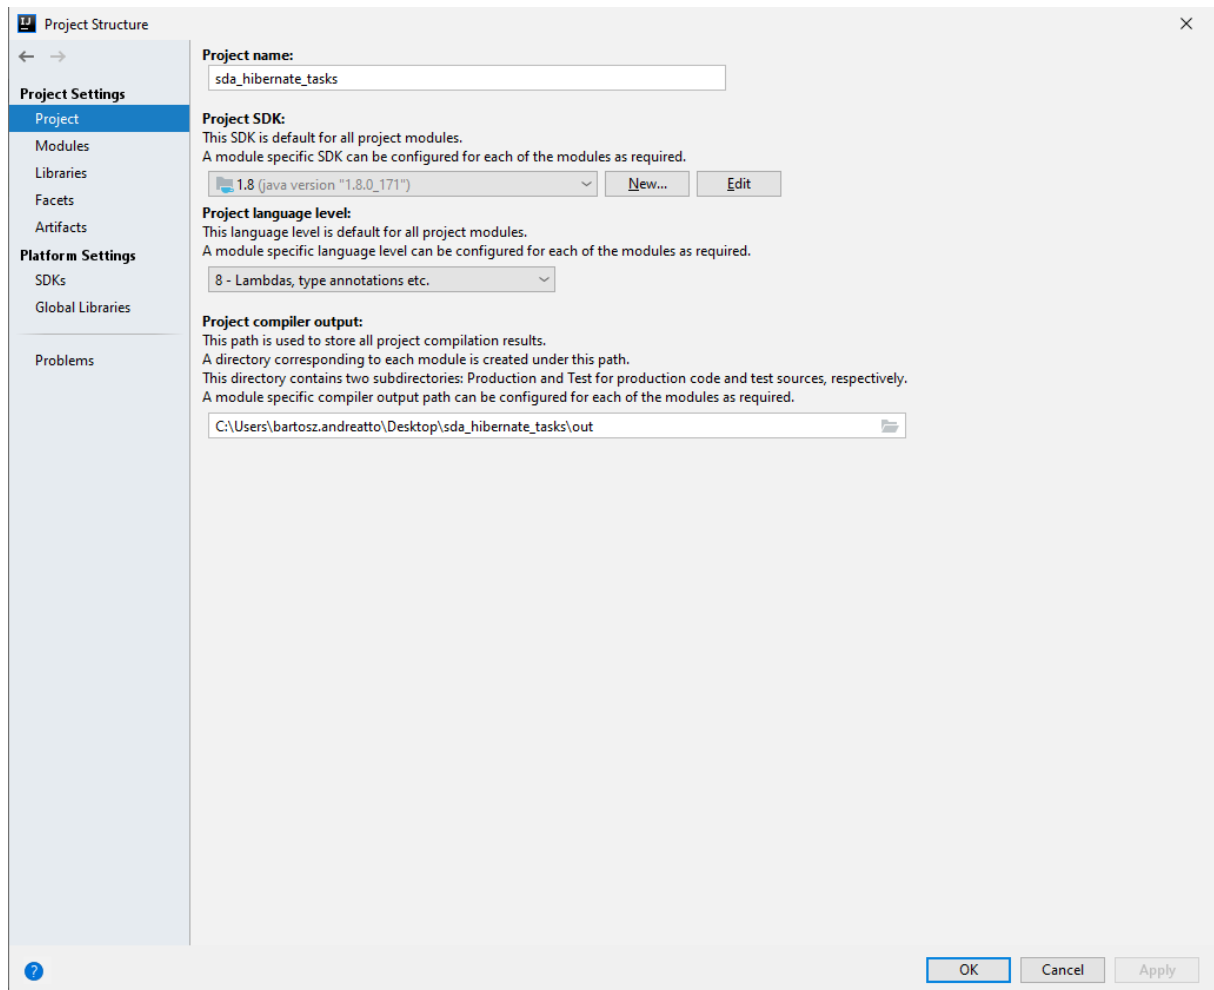 Project Structure
Project Settings
Project
Modules
Libraries
Facets
Artifacts
Platform Settings
SDKs
Global Libraries
Problems
Project name:
sda_hibernate_tasks
Project SDK:
This SDK is default for all project modules.
A module specific SDK can be configured for each of the modules as required.
1.8 (java version "1.8.0_171")
New...
Edit
Project language level:
This language level is default for all project modules.
A module specific language level can be configured for each of the modules as required.
8 - Lambdas, type annotations etc.
Project compiler output:
This path is used to store all project compilation results.
A directory corresponding to each module is created under this path.
This directory contains two subdirectories: Production and Test for production code and test sources, respectively.
A module specific compiler output path can be configured for each of the modules as required.
C:\Users\bartosz.andreatto\Desktop\sda_hibernate_tasks\out
?
OK
Cancel
Apply